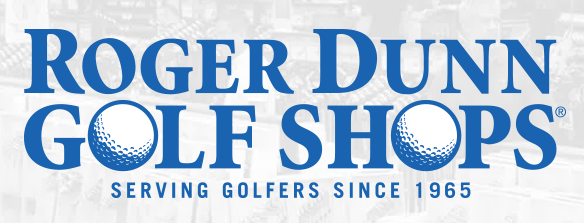 ROGER DUNN
GOLF SHOPS®
SERVING GOLFERS SINCE 1965